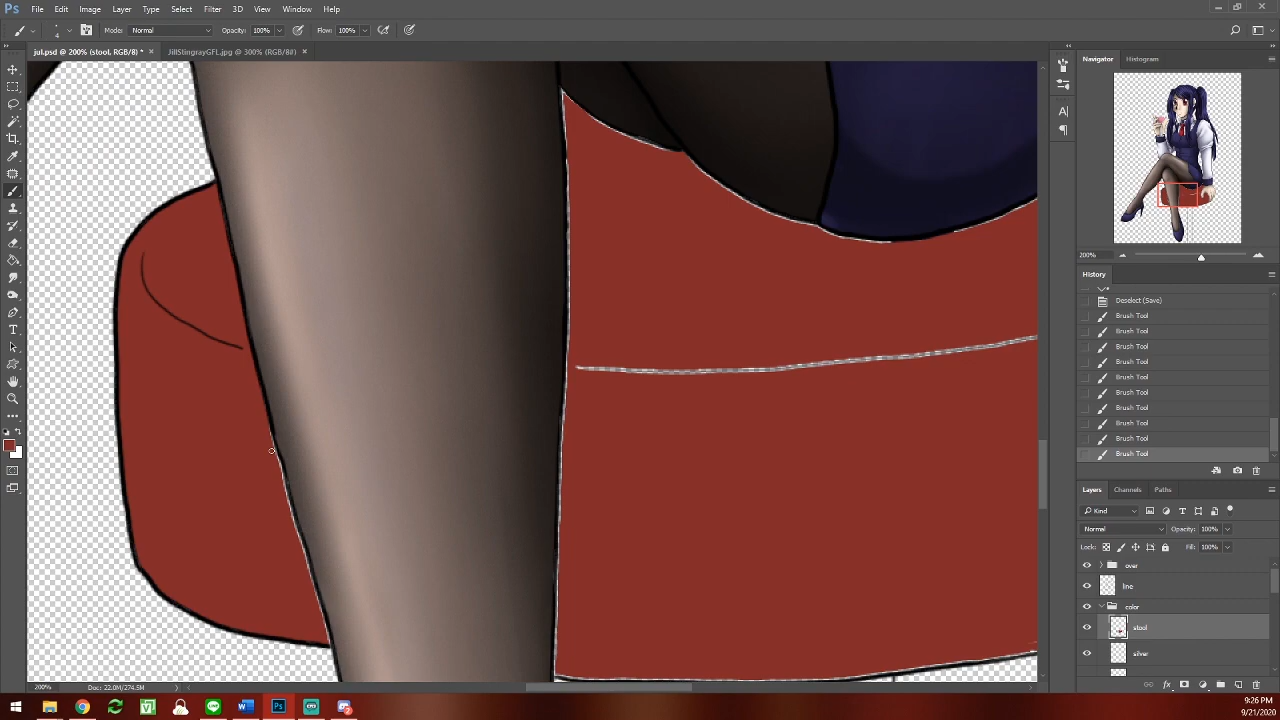 Ps File Edit Image Layer Type Select Filter 3D View Window Help
Mode: Normal Opacity: 100% Flow: 100%
jul.psd @ 200% (stool, RGB/8) * × JillStingrayGFL.jpg @ 300% (RGB/8#) ×
Navigator Histogram
200%
History
Deselect (Save)
Brush Tool
Brush Tool
Brush Tool
Brush Tool
Brush Tool
Brush Tool
Brush Tool
Brush Tool
Brush Tool
Brush Tool
Layers Channels Paths
Kind
Normal Opacity: 100%
Lock: Fill: 100%
over
line
color
stool
silver
200% Doc: 22.0M/274.5M
9:26 PM
9/21/2020